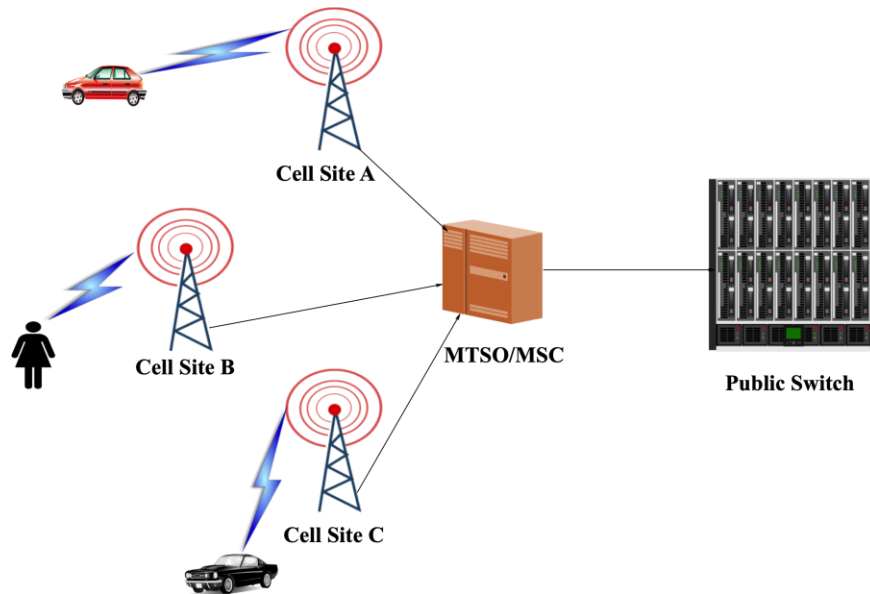 Cell Site A
Cell Site B
MTSO/MSC
Public Switch
Cell Site C